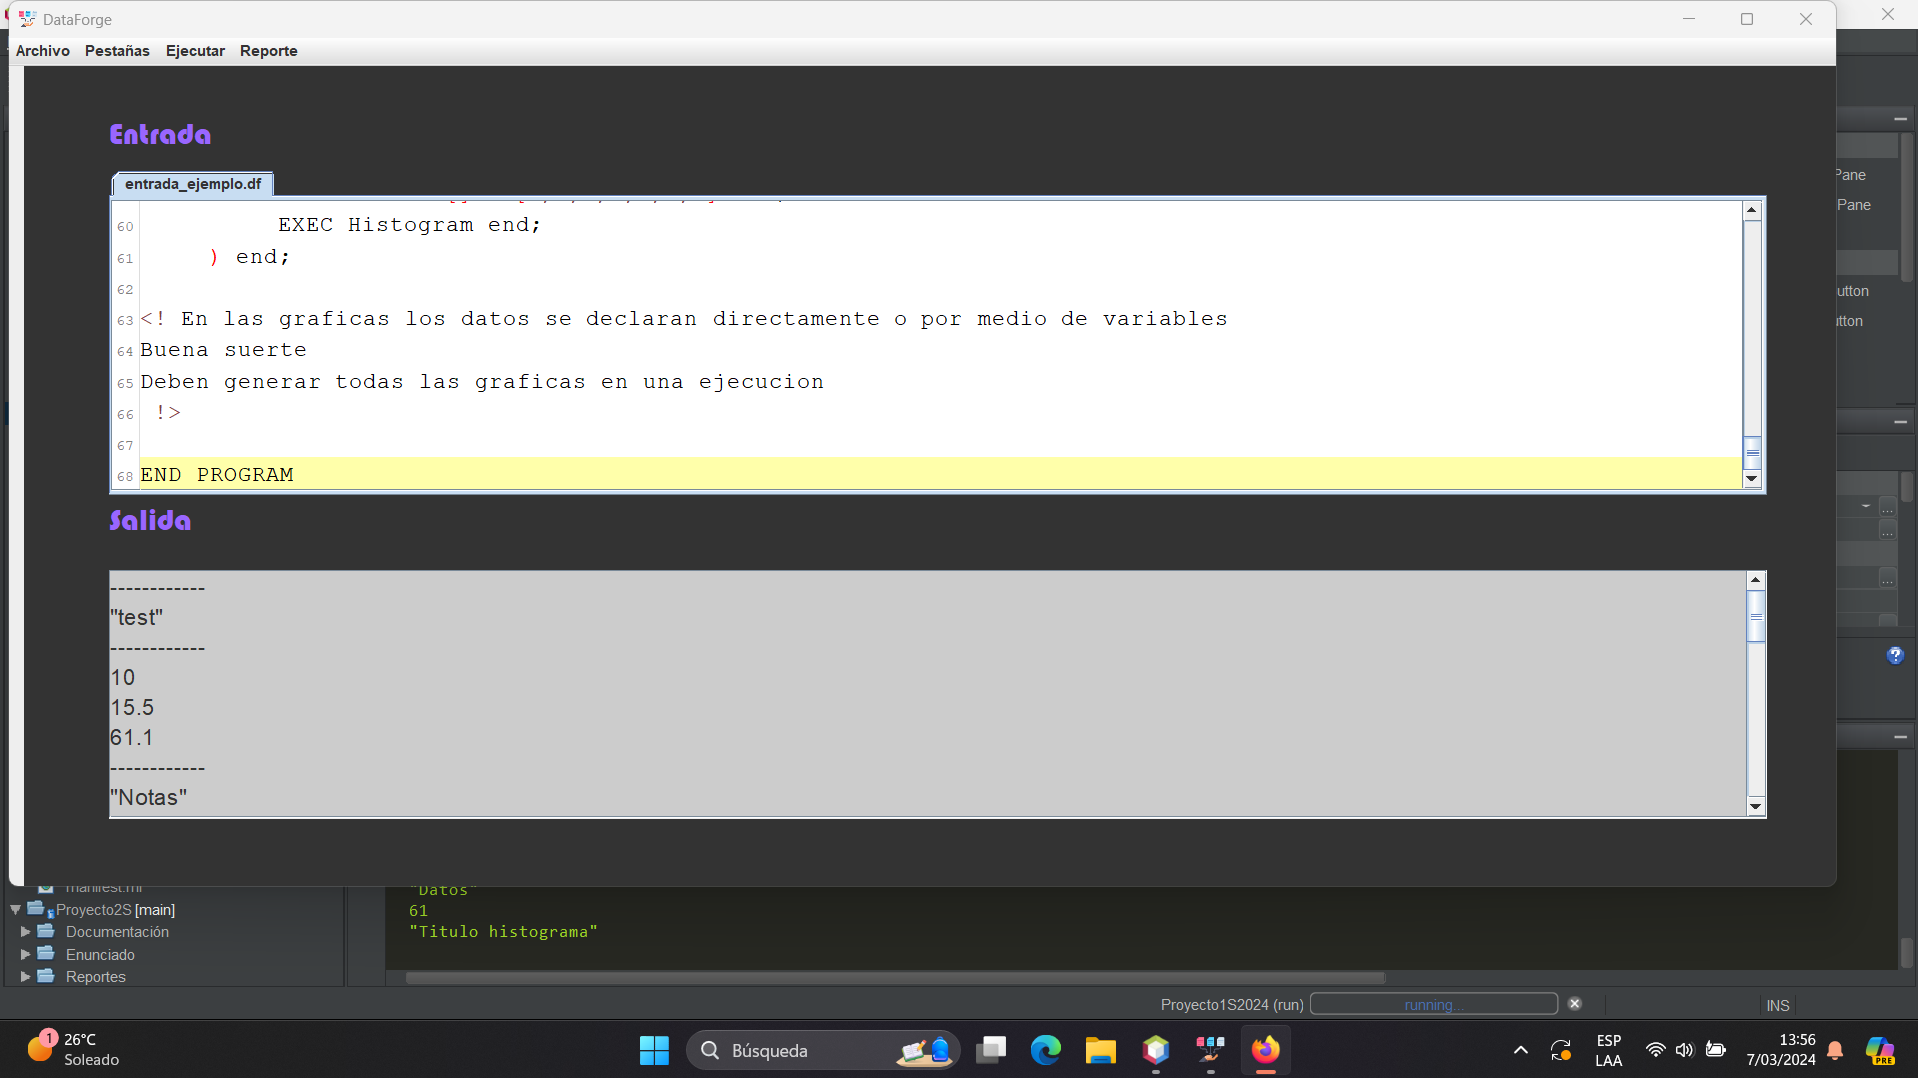 DataForge
Archivo Pestañas Ejecutar Reporte
Entrada
entrada_ejemplo.df
60 EXEC Histogram end;
61 ) end;
62
63 <! En las graficas los datos se declaran directamente o por medio de variables
64 Buena suerte
65 Deben generar todas las graficas en una ejecucion
66 !>
67
68 END PROGRAM
Salida
------------
"test"
------------
10
15.5
61.1
------------
"Notas"
Pane
Pane
utton
utton
manifest.mf
Proyecto2S [main]
Documentación
Enunciado
Reportes
"Datos"
61
"Titulo histograma"
Proyecto1S2024 (run)
running...
INS
1
26°C
Soleado
Búsqueda
ESP
LAA
13:56
7/03/2024
PRE